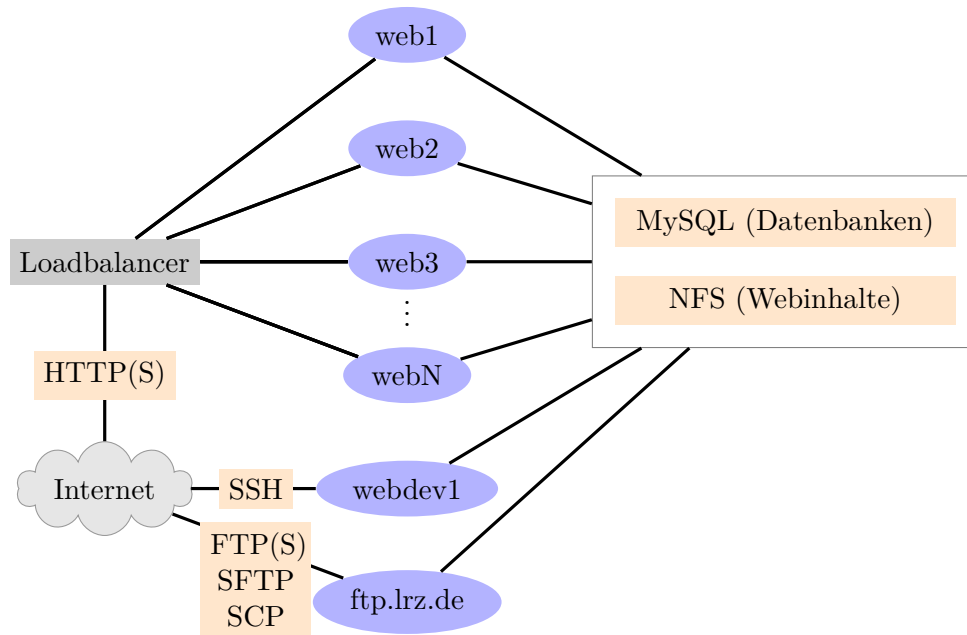 web1
web2
MySQL (Datenbanken)
Loadbalancer
web3
NFS (Webinhalte)
HTTP(S)
webN
Internet
SSH
webdev1
FTP(S)
SFTP
SCP
ftp.lrz.de